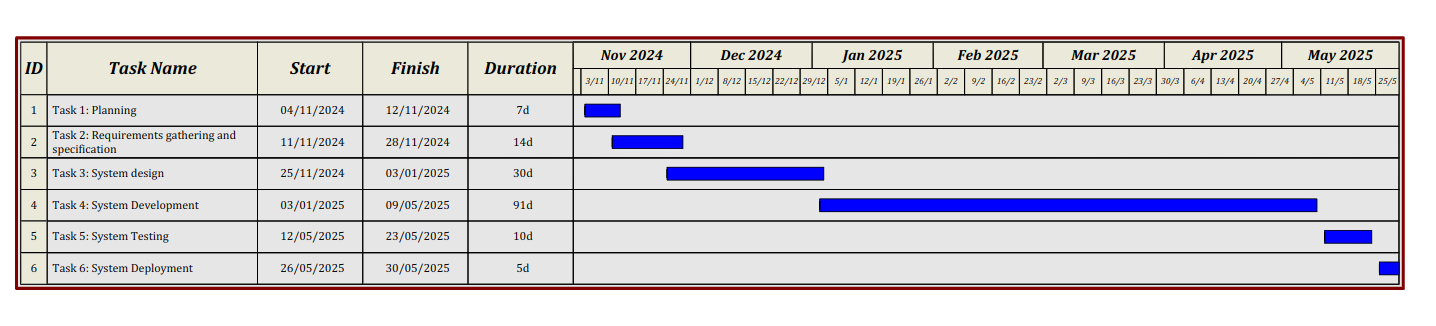 ID Task Name Start Finish Duration Nov 2024 Dec 2024 Jan 2025 Feb 2025 Mar 2025 Apr 2025 May 2025
3/11 10/11 17/11 24/11 1/12 8/12 15/12 22/12 29/12 5/1 12/1 19/1 26/1 2/2 9/2 16/2 23/2 2/3 9/3 16/3 23/3 30/3 6/4 13/4 20/4 27/4 4/5 11/5 18/5 25/5
1 Task 1: Planning 04/11/2024 12/11/2024 7d
2 Task 2: Requirements gathering and
specification 11/11/2024 28/11/2024 14d
3 Task 3: System design 25/11/2024 03/01/2025 30d
4 Task 4: System Development 03/01/2025 09/05/2025 91d
5 Task 5: System Testing 12/05/2025 23/05/2025 10d
6 Task 6: System Deployment 26/05/2025 30/05/2025 5d